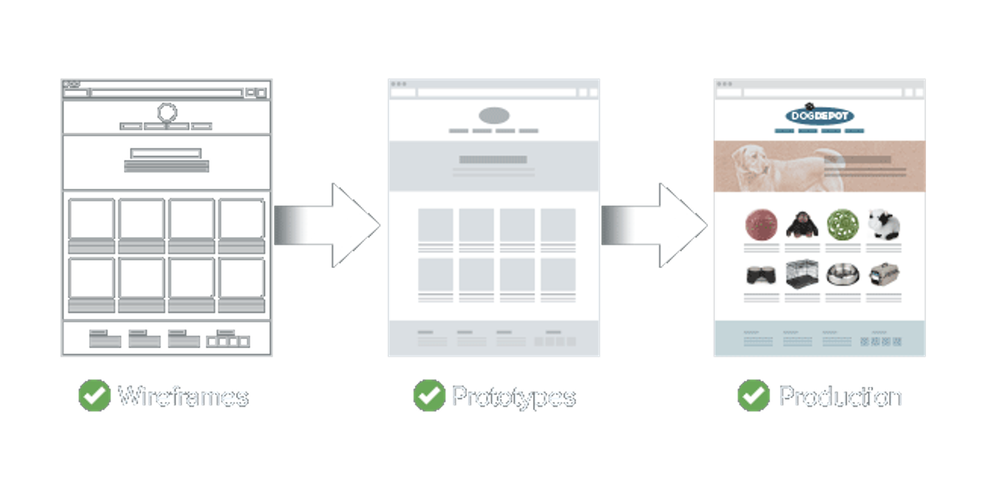 DOGDEPOT
Wireframes
Prototypes
Production